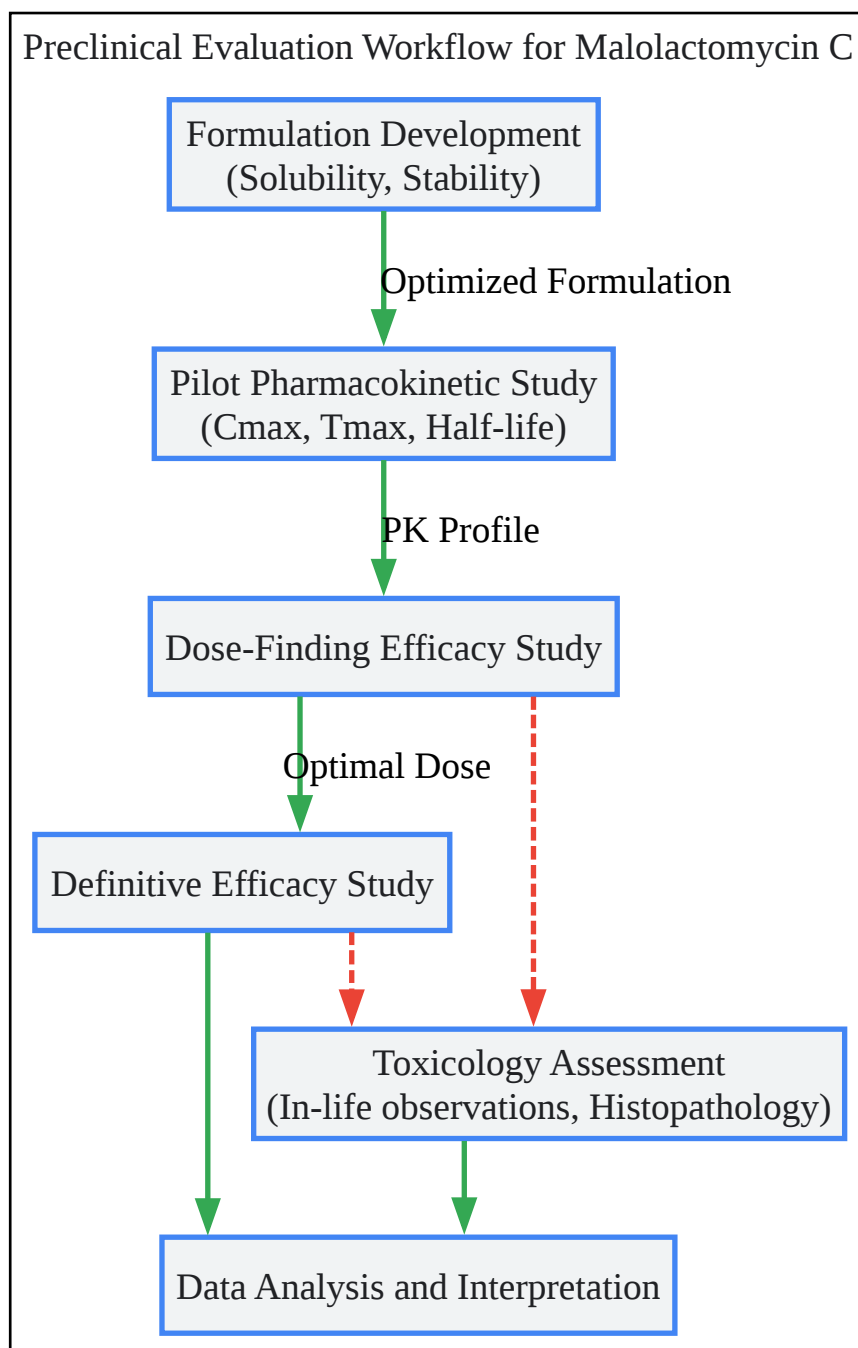 Preclinical Evaluation Workflow for Malolactomycin C
Formulation Development
(Solubility, Stability)
Optimized Formulation
Pilot Pharmacokinetic Study
(Cmax, Tmax, Half-life)
PK Profile
Dose-Finding Efficacy Study
Optimal Dose
Definitive Efficacy Study
Toxicology Assessment
(In-life observations, Histopathology)
Data Analysis and Interpretation